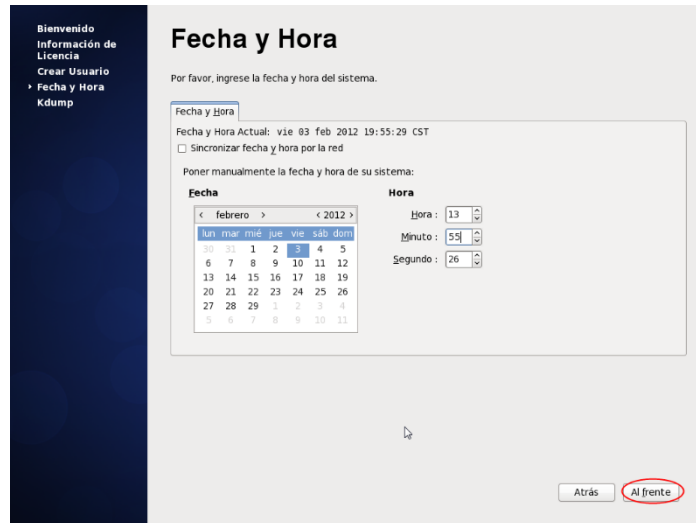 Bienvenido
Información de
Licencia
Crear Usuario
Fecha y Hora
Kdump
Fecha y Hora
Por favor, ingrese la fecha y hora del sistema.
Fecha y Hora
Fecha y Hora Actual: vie 03 feb 2012 19:55:29 CST
Sincronizar fecha y hora por la red
Poner manualmente la fecha y hora de su sistema:
Fecha
‹ febrero › ‹ 2012 ›
lun mar mié jue vie sáb dom
30 31 1 2 3 4 5
6 7 8 9 10 11 12
13 14 15 16 17 18 19
20 21 22 23 24 25 26
27 28 29 1 2 3 4
5 6 7 8 9 10 11
Hora
Hora : 13
Minuto : 55
Segundo : 26
Atrás
Al frente